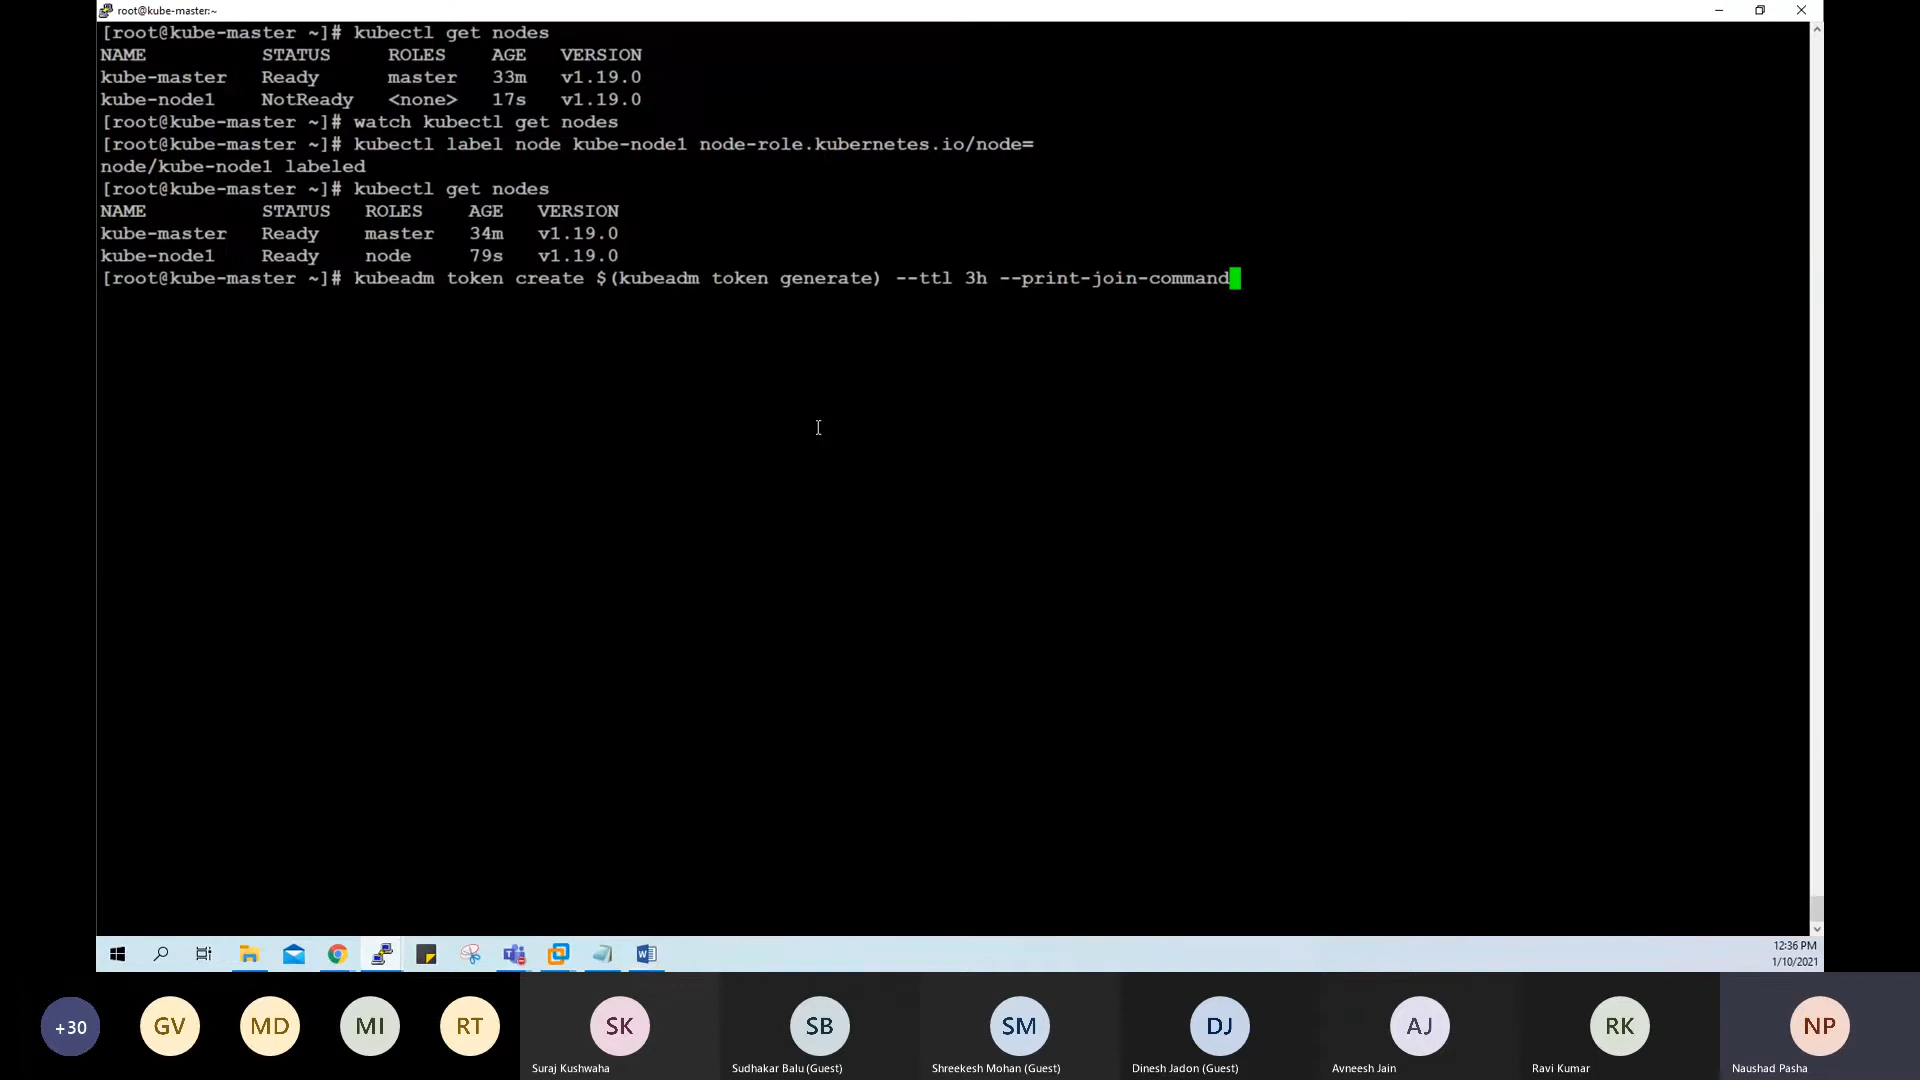 root@kube-master:~
[root@kube-master ~]# kubectl get nodes
NAME STATUS ROLES AGE VERSION
kube-master Ready master 33m v1.19.0
kube-node1 NotReady <none> 17s v1.19.0
[root@kube-master ~]# watch kubectl get nodes
[root@kube-master ~]# kubectl label node kube-node1 node-role.kubernetes.io/node=
node/kube-node1 labeled
[root@kube-master ~]# kubectl get nodes
NAME STATUS ROLES AGE VERSION
kube-master Ready master 34m v1.19.0
kube-node1 Ready node 79s v1.19.0
[root@kube-master ~]# kubeadm token create $(kubeadm token generate) --ttl 3h --print-join-command
12:36 PM
1/10/2021
+30 GV MD MI RT SK SB SM DJ AJ RK NP
Suraj Kushwaha Sudhakar Balu (Guest) Shreekesh Mohan (Guest) Dinesh Jadon (Guest) Avneesh Jain Ravi Kumar Naushad Pasha